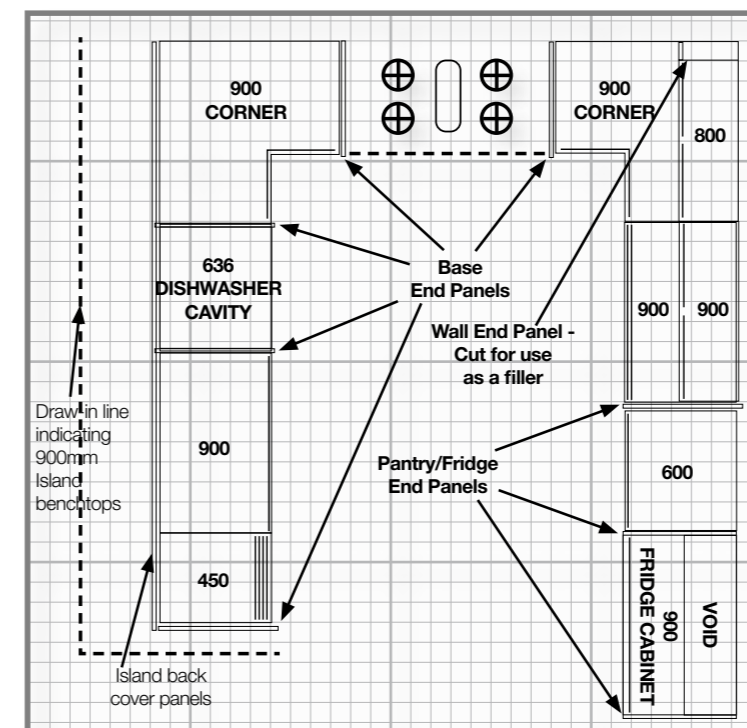 900
CORNER
900
CORNER
800
636
DISHWASHER
CAVITY
Base
End Panels
900
900
Wall End Panel -
Cut for use
as a filler
Draw in line
indicating
900mm
Island
benchtops
900
Pantry/Fridge
End Panels
600
450
FRIDGE CABINET
900
VOID
Island back
cover panels